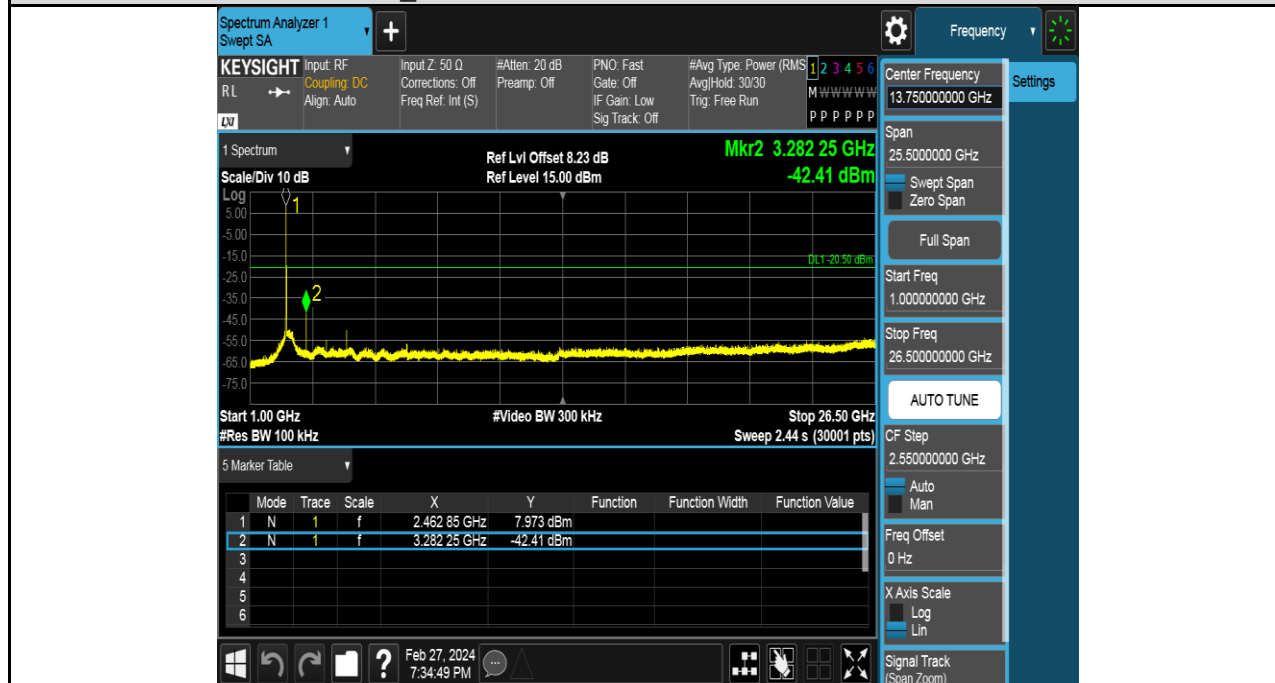 Spectrum Analyzer 1
Swept SA
+
Frequency
KEYSIGHT
RL
LXI
Input: RF
Coupling: DC
Align: Auto
Input Z: 50 Ω
Corrections: Off
Freq Ref: Int (S)
#Atten: 20 dB
Preamp: Off
PNO: Fast
Gate: Off
IF Gain: Low
Sig Track: Off
#Avg Type: Power (RMS
Avg|Hold: 30/30
Trig: Free Run
1 2 3 4 5 6
M W W W W W
P P P P P P
1 Spectrum
Scale/Div 10 dB
Ref Lvl Offset 8.23 dB
Ref Level 15.00 dBm
Mkr2 3.282 25 GHz
-42.41 dBm
Log
5.00
-5.00
-15.0
-25.0
-35.0
-45.0
-55.0
-65.0
-75.0
1
2
DL1 -20.50 dBm
Start 1.00 GHz
#Video BW 300 kHz
Stop 26.50 GHz
#Res BW 100 kHz
Sweep 2.44 s (30001 pts)
5 Marker Table
Mode Trace Scale X Y Function Function Width Function Value
1 N 1 f 2.462 85 GHz 7.973 dBm
2 N 1 f 3.282 25 GHz -42.41 dBm
3
4
5
6
?
Feb 27, 2024
7:34:49 PM
Center Frequency
13.750000000 GHz
Settings
Span
25.5000000 GHz
Swept Span
Zero Span
Full Span
Start Freq
1.000000000 GHz
Stop Freq
26.500000000 GHz
AUTO TUNE
CF Step
2.550000000 GHz
Auto
Man
Freq Offset
0 Hz
X Axis Scale
Log
Lin
Signal Track
(Span Zoom)